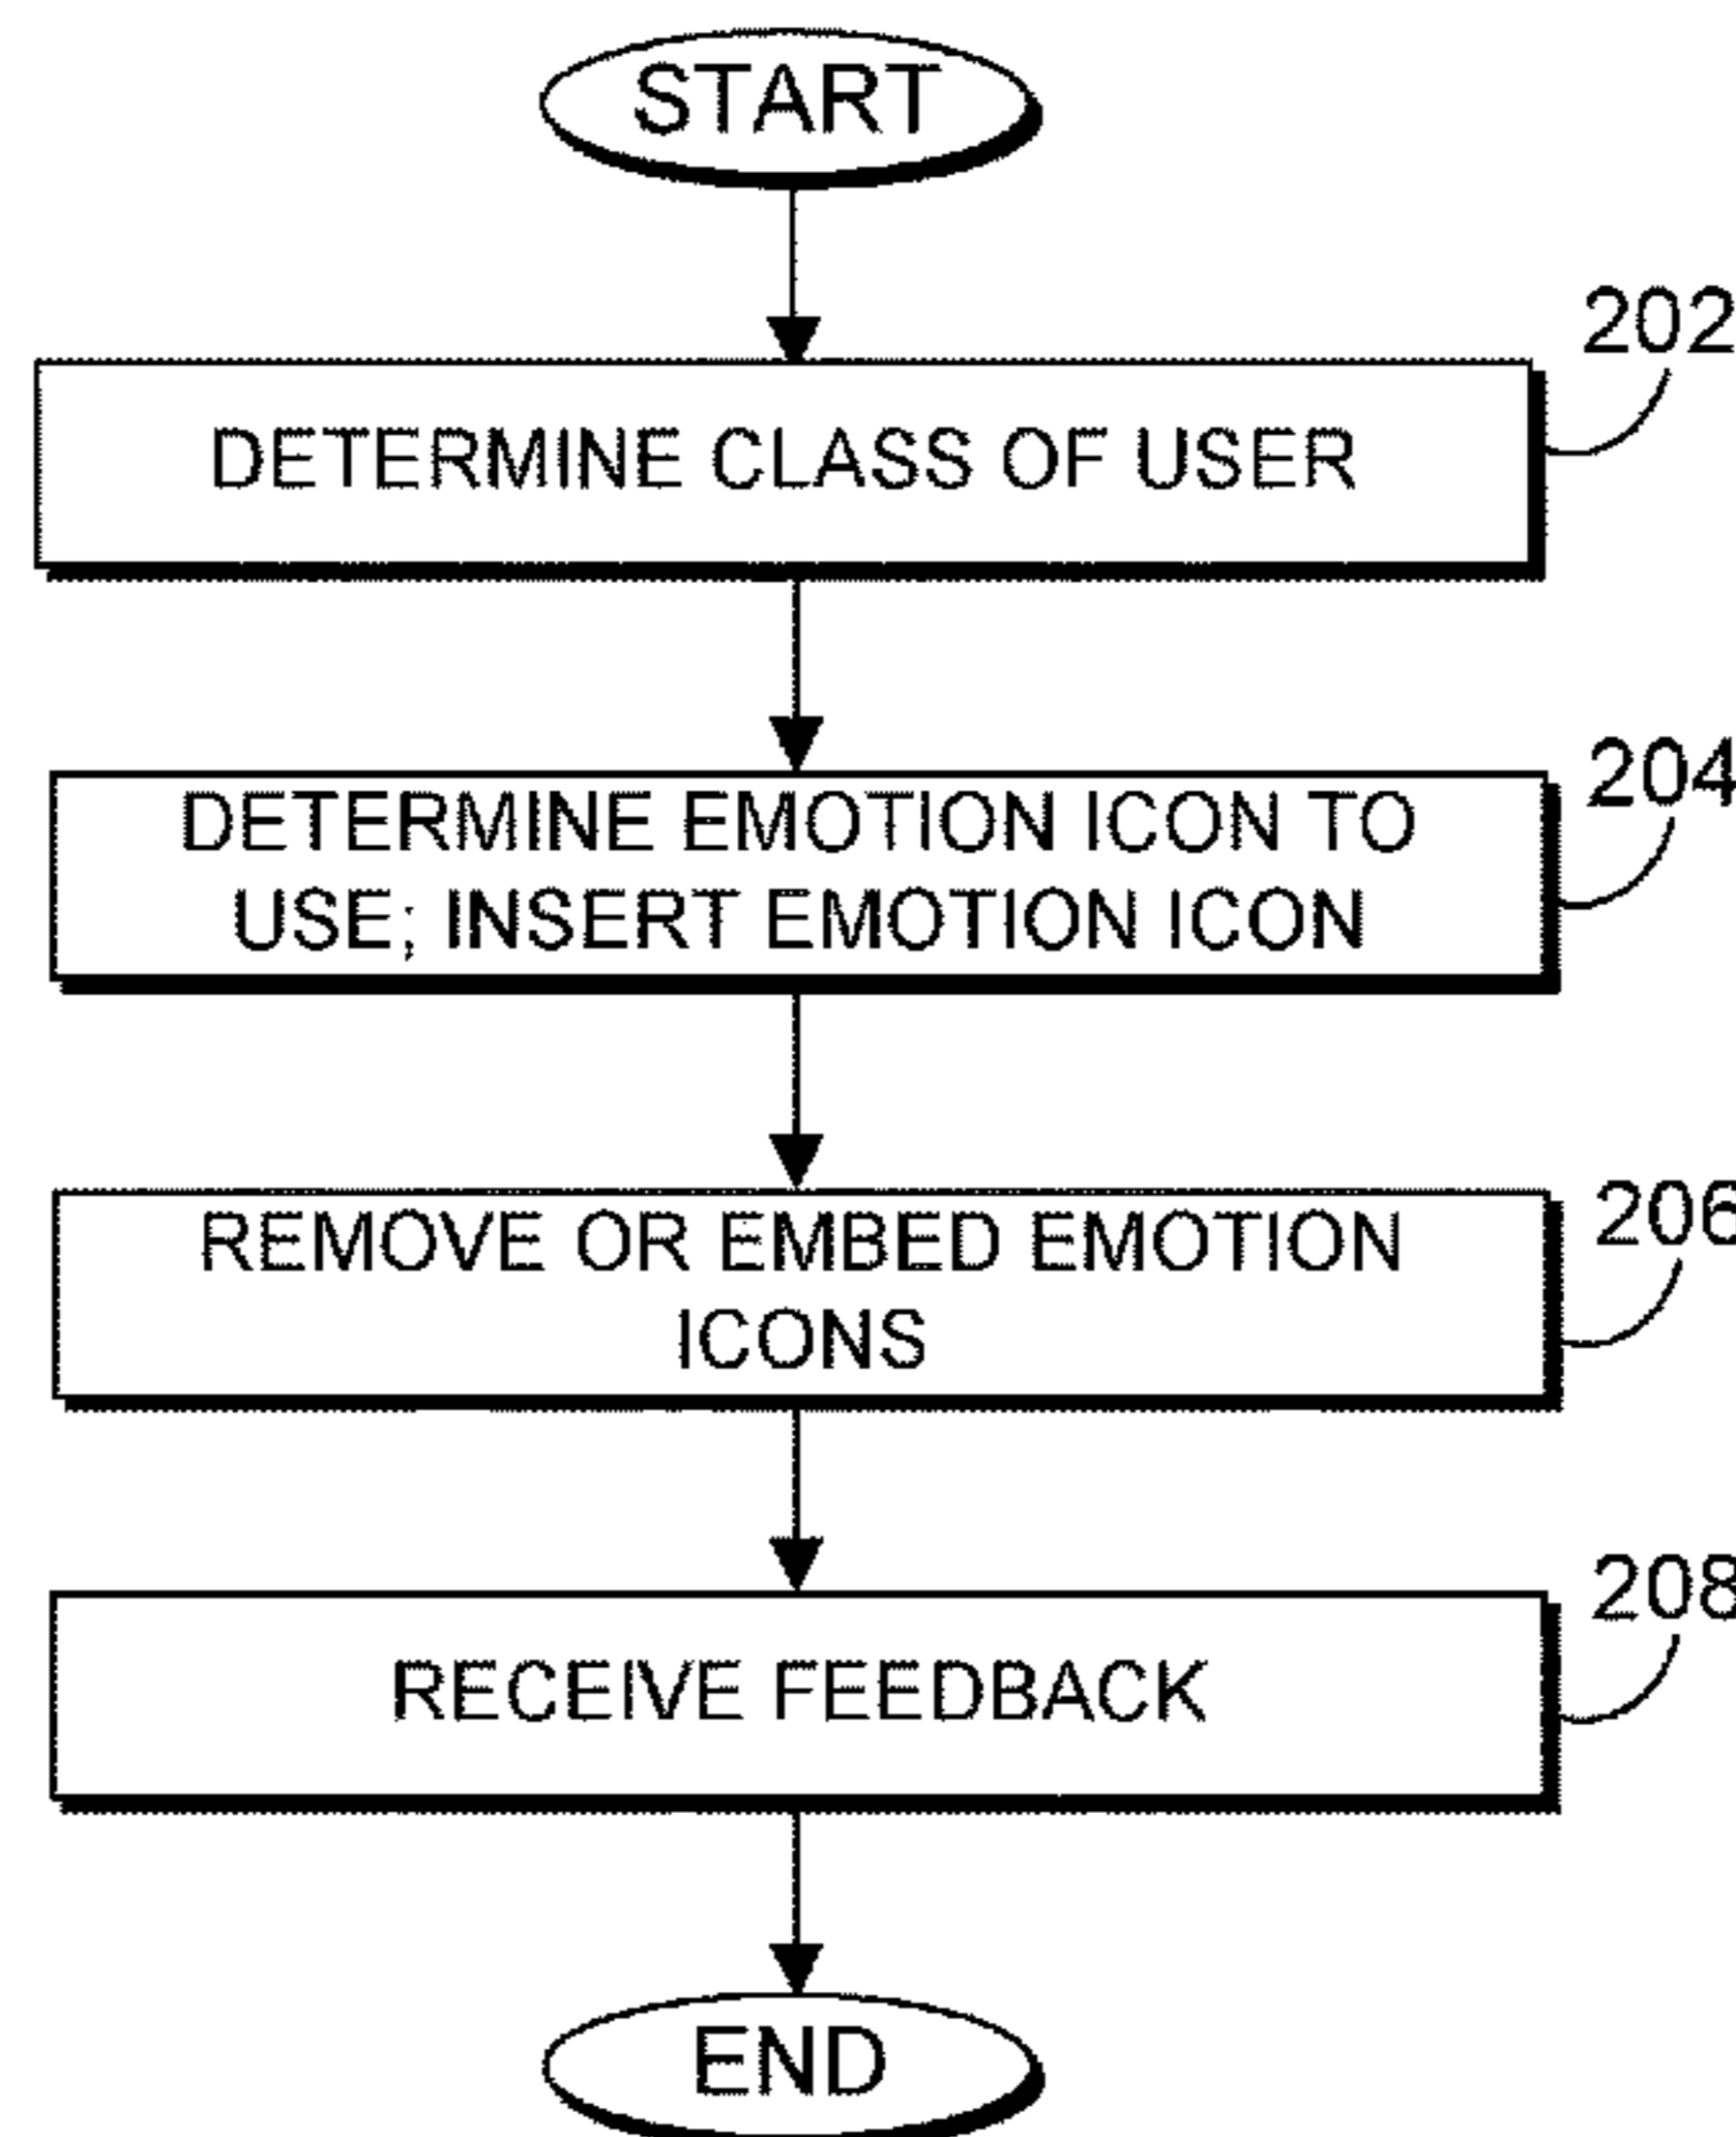 START
202
DETERMINE CLASS OF USER
204
DETERMINE EMOTION ICON TO
USE; INSERT EMOTION ICON
206
REMOVE OR EMBED EMOTION
ICONS
208
RECEIVE FEEDBACK
END